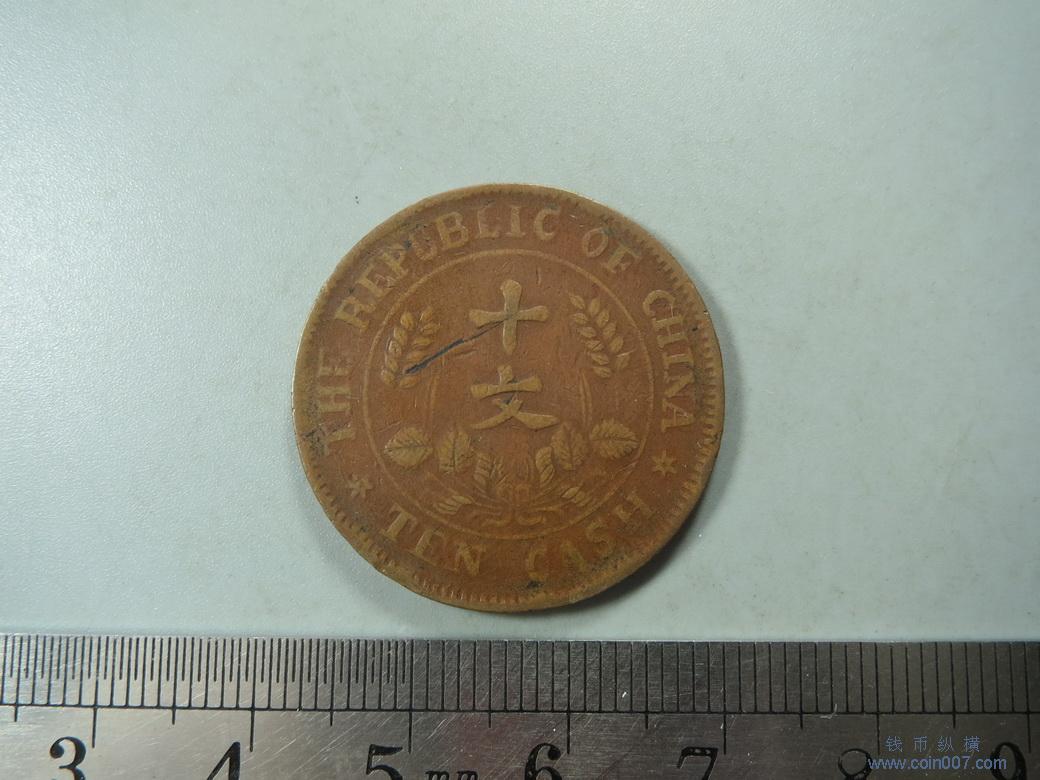 THE REPUBLIC OF CHINA
十
文
TEN CASH
3 4 5 mm 6 7 8 9
钱币纵横
www.coin007.com